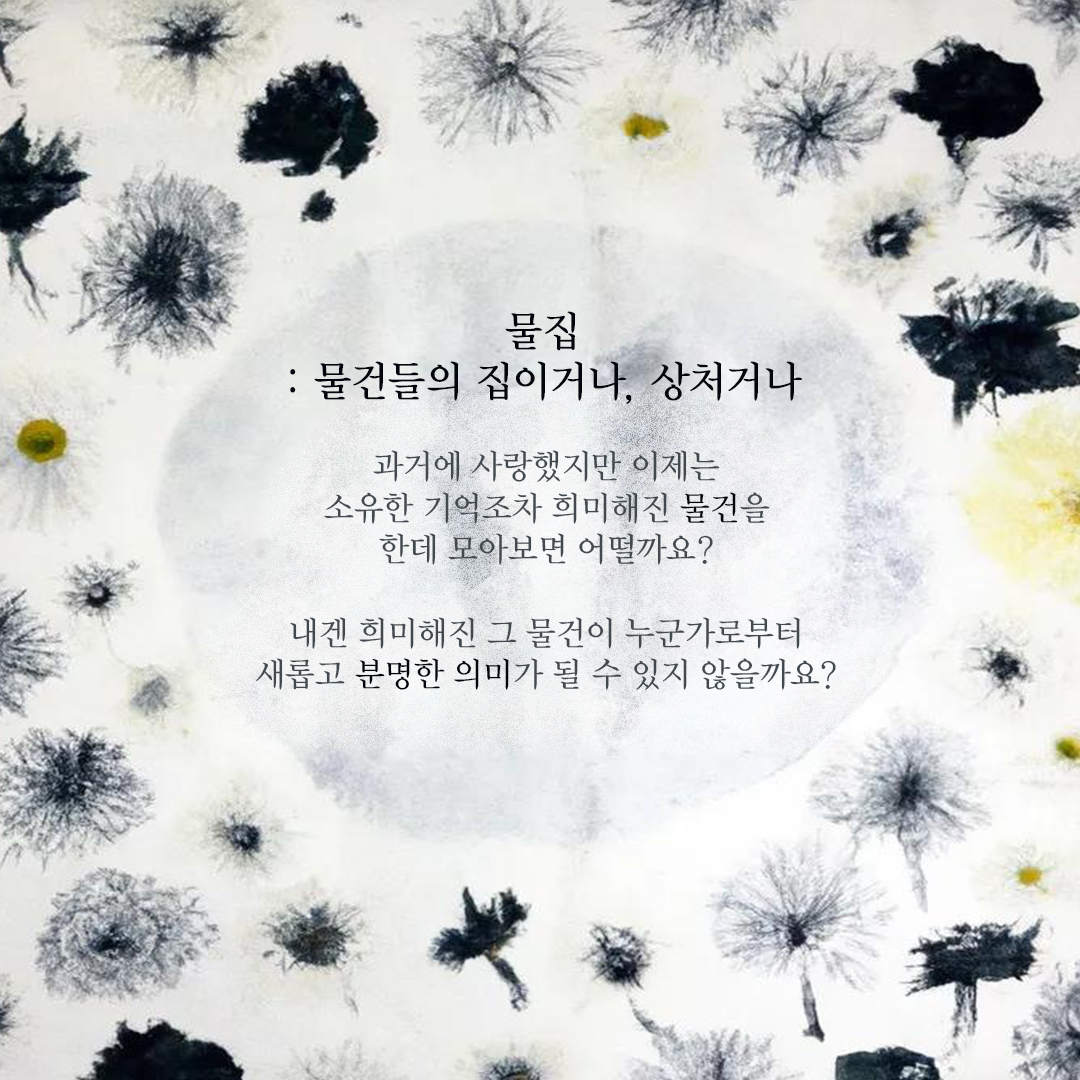 물집
: 물건들의 집이거나, 상처거나
과거에 사랑했지만 이제는
소유한 기억조차 희미해진 물건을
한데 모아보면 어떨까요?
내겐 희미해진 그 물건이 누군가로부터
새롭고 분명한 의미가 될 수 있지 않을까요?